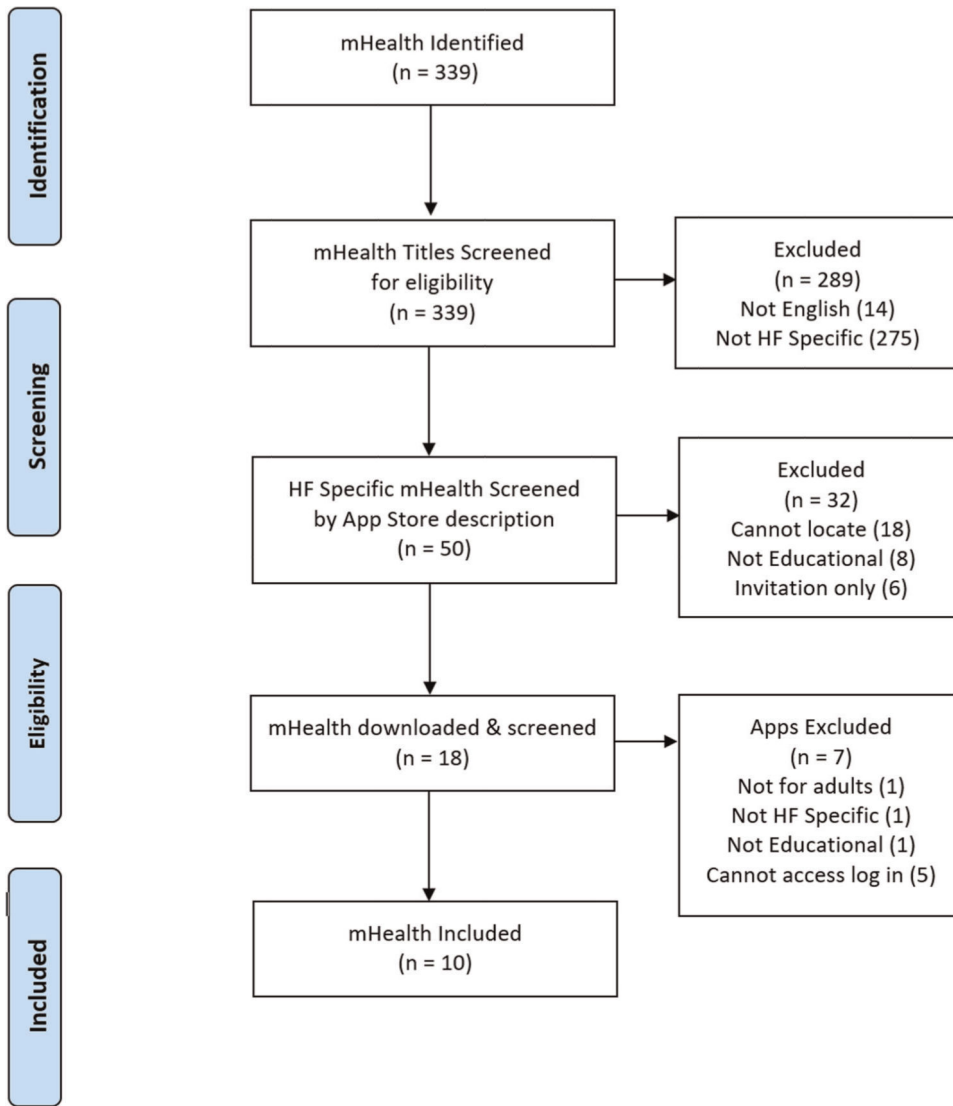 Identification
mHealth Identified
(n = 339)
mHealth Titles Screened
for eligibility
(n = 339)
Excluded
(n = 289)
Not English (14)
Not HF Specific (275)
Screening
HF Specific mHealth Screened
by App Store description
(n = 50)
Excluded
(n = 32)
Cannot locate (18)
Not Educational (8)
Invitation only (6)
Eligibility
mHealth downloaded & screened
(n = 18)
Apps Excluded
(n = 7)
Not for adults (1)
Not HF Specific (1)
Not Educational (1)
Cannot access log in (5)
Included
mHealth Included
(n = 10)